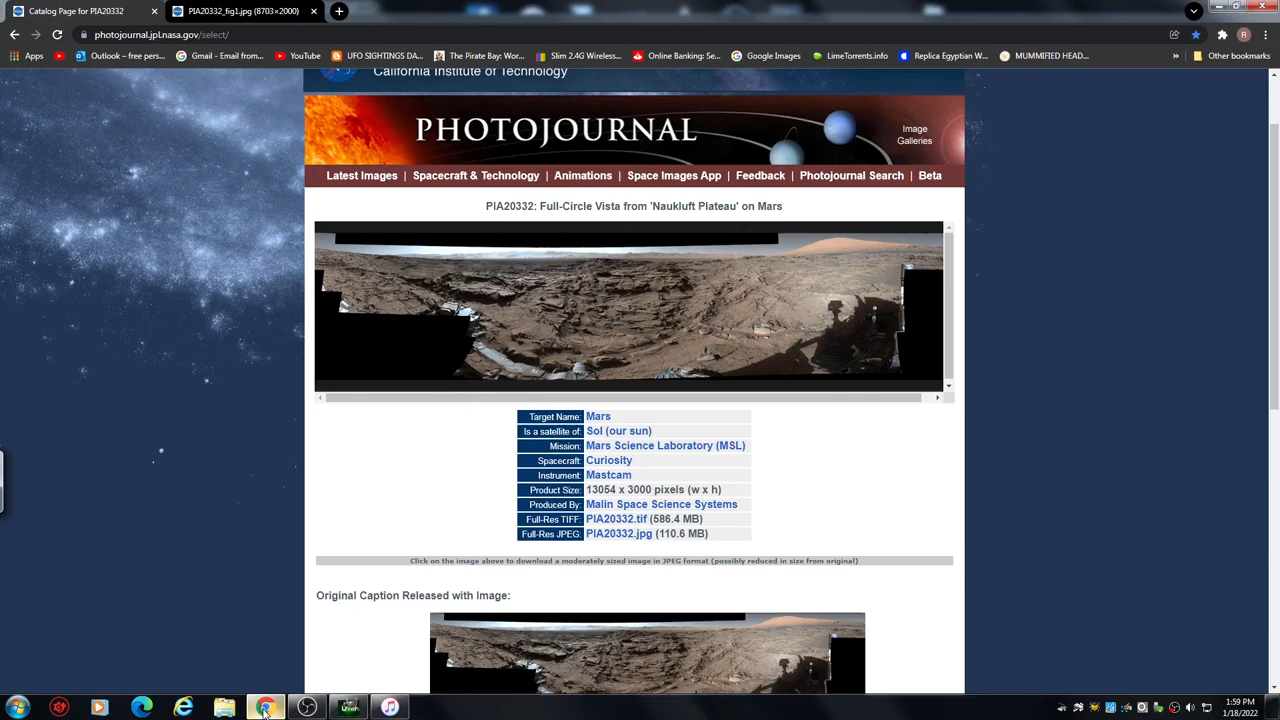 Catalog Page for PIA20332
PIA20332_fig1.jpg (8703×2000)
photojournal.jpl.nasa.gov/select/
R
Apps
Outlook – free pers...
Gmail - Email from...
YouTube
UFO SIGHTINGS DA...
The Pirate Bay: Wor...
Slim 2.4G Wireless...
Online Banking: Se...
Google Images
LimeTorrents.info
Replica Egyptian W...
MUMMIFIED HEAD...
»
Other bookmarks
California Institute of Technology
PHOTOJOURNAL
Image
Galleries
Latest Images | Spacecraft & Technology | Animations | Space Images App | Feedback | Photojournal Search | Beta
PIA20332: Full-Circle Vista from 'Naukluft Plateau' on Mars
Target Name: Mars
Is a satellite of: Sol (our sun)
Mission: Mars Science Laboratory (MSL)
Spacecraft: Curiosity
Instrument: Mastcam
Product Size: 13054 x 3000 pixels (w x h)
Produced By: Malin Space Science Systems
Full-Res TIFF: PIA20332.tif (586.4 MB)
Full-Res JPEG: PIA20332.jpg (110.6 MB)
Click on the image above to download a moderately sized image in JPEG format (possibly reduced in size from original)
Original Caption Released with Image:
Utah
1:59 PM
1/18/2022